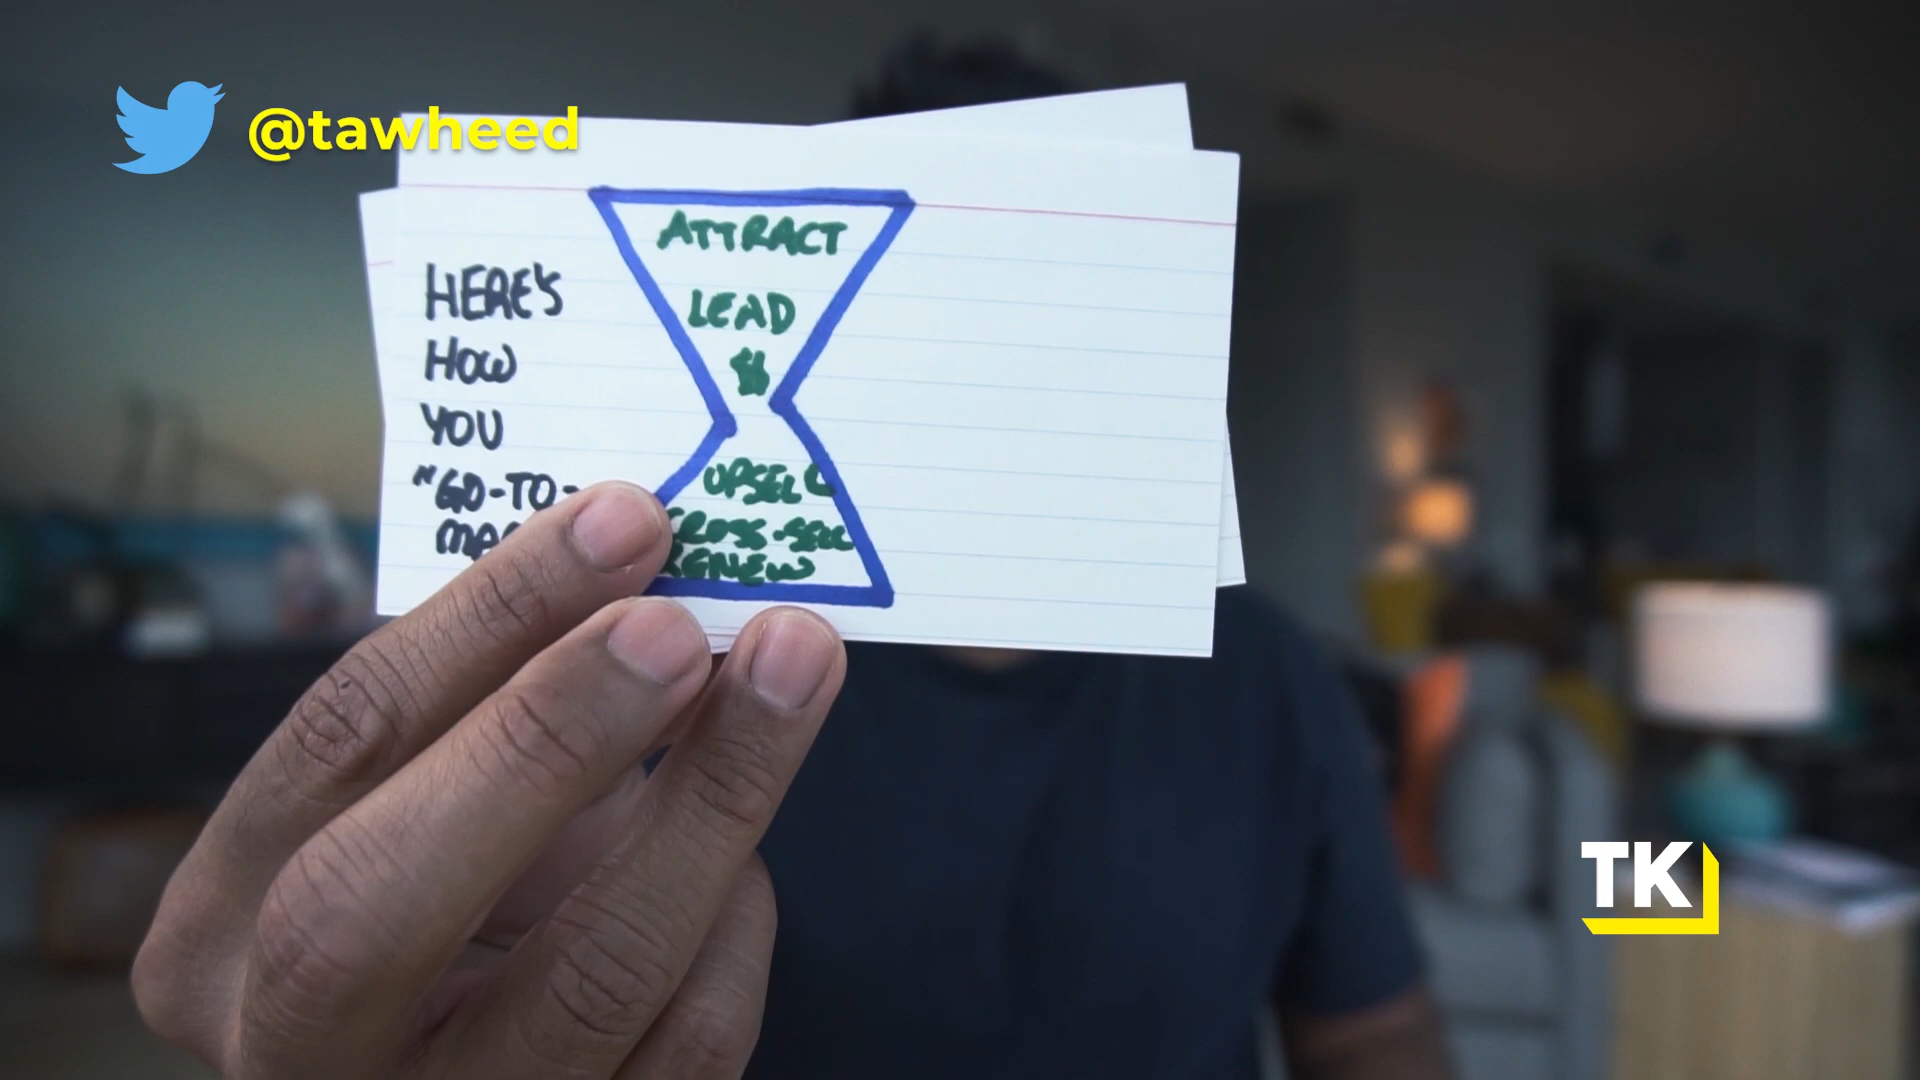 @tawheed
HERE'S
HOW
YOU
"GO-TO-
ATTRACT
LEAD
$
UPSELL
CROSS-SELL
RENEW
TK